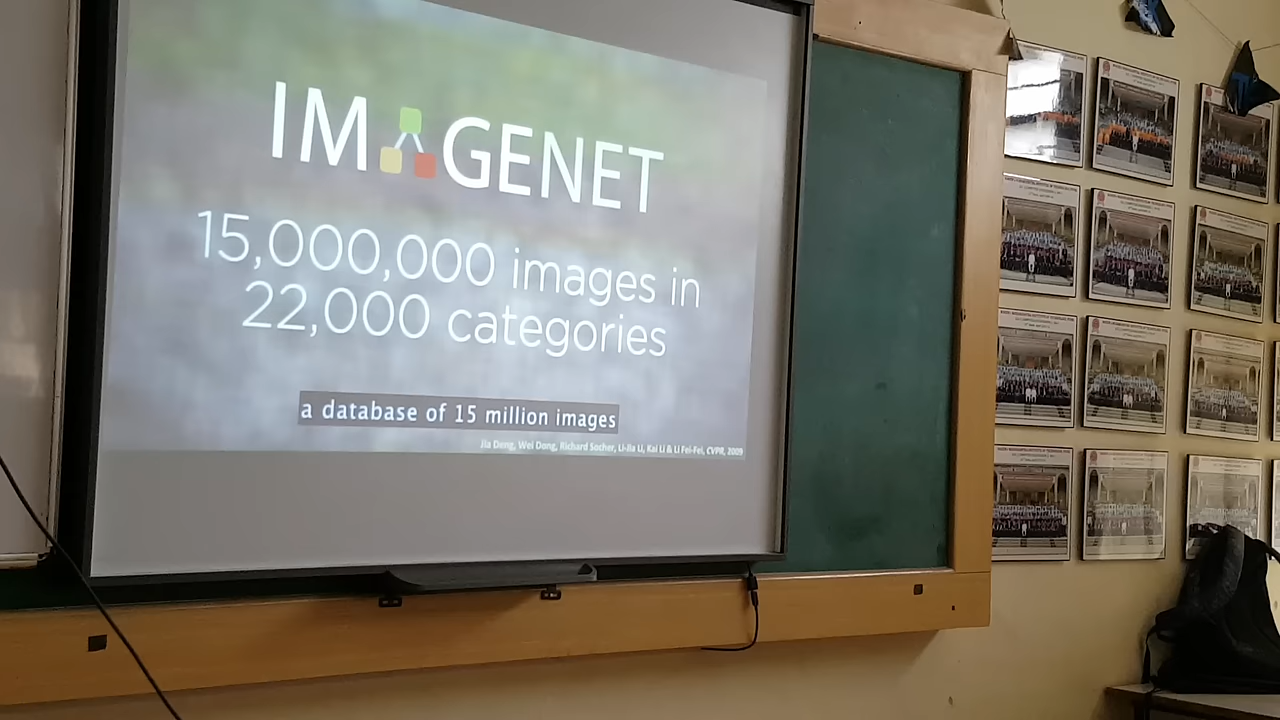 IMAGENET
15,000,000 images in
22,000 categories
a database of 15 million images
Jia Deng, Wei Dong, Richard Socher, Li-Jia Li, Kai Li & Li Fei-Fei, CVPR, 2009